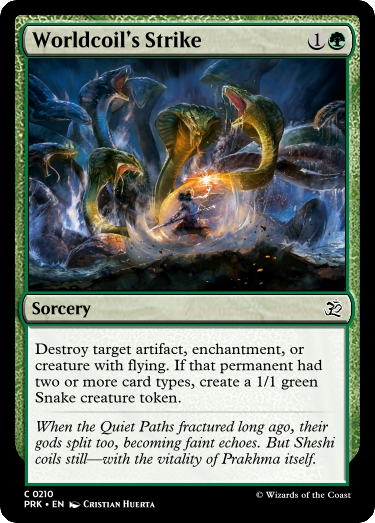 Worldcoil's Strike 1
Sorcery
Destroy target artifact, enchantment, or
creature with flying. If that permanent had
two or more card types, create a 1/1 green
Snake creature token.
When the Quiet Paths fractured long ago, their
gods split too, becoming faint echoes. But Sheshi
coils still—with the vitality of Prakhma itself.
C 0210
PRK • EN Cristian Huerta
© Wizards of the Coast